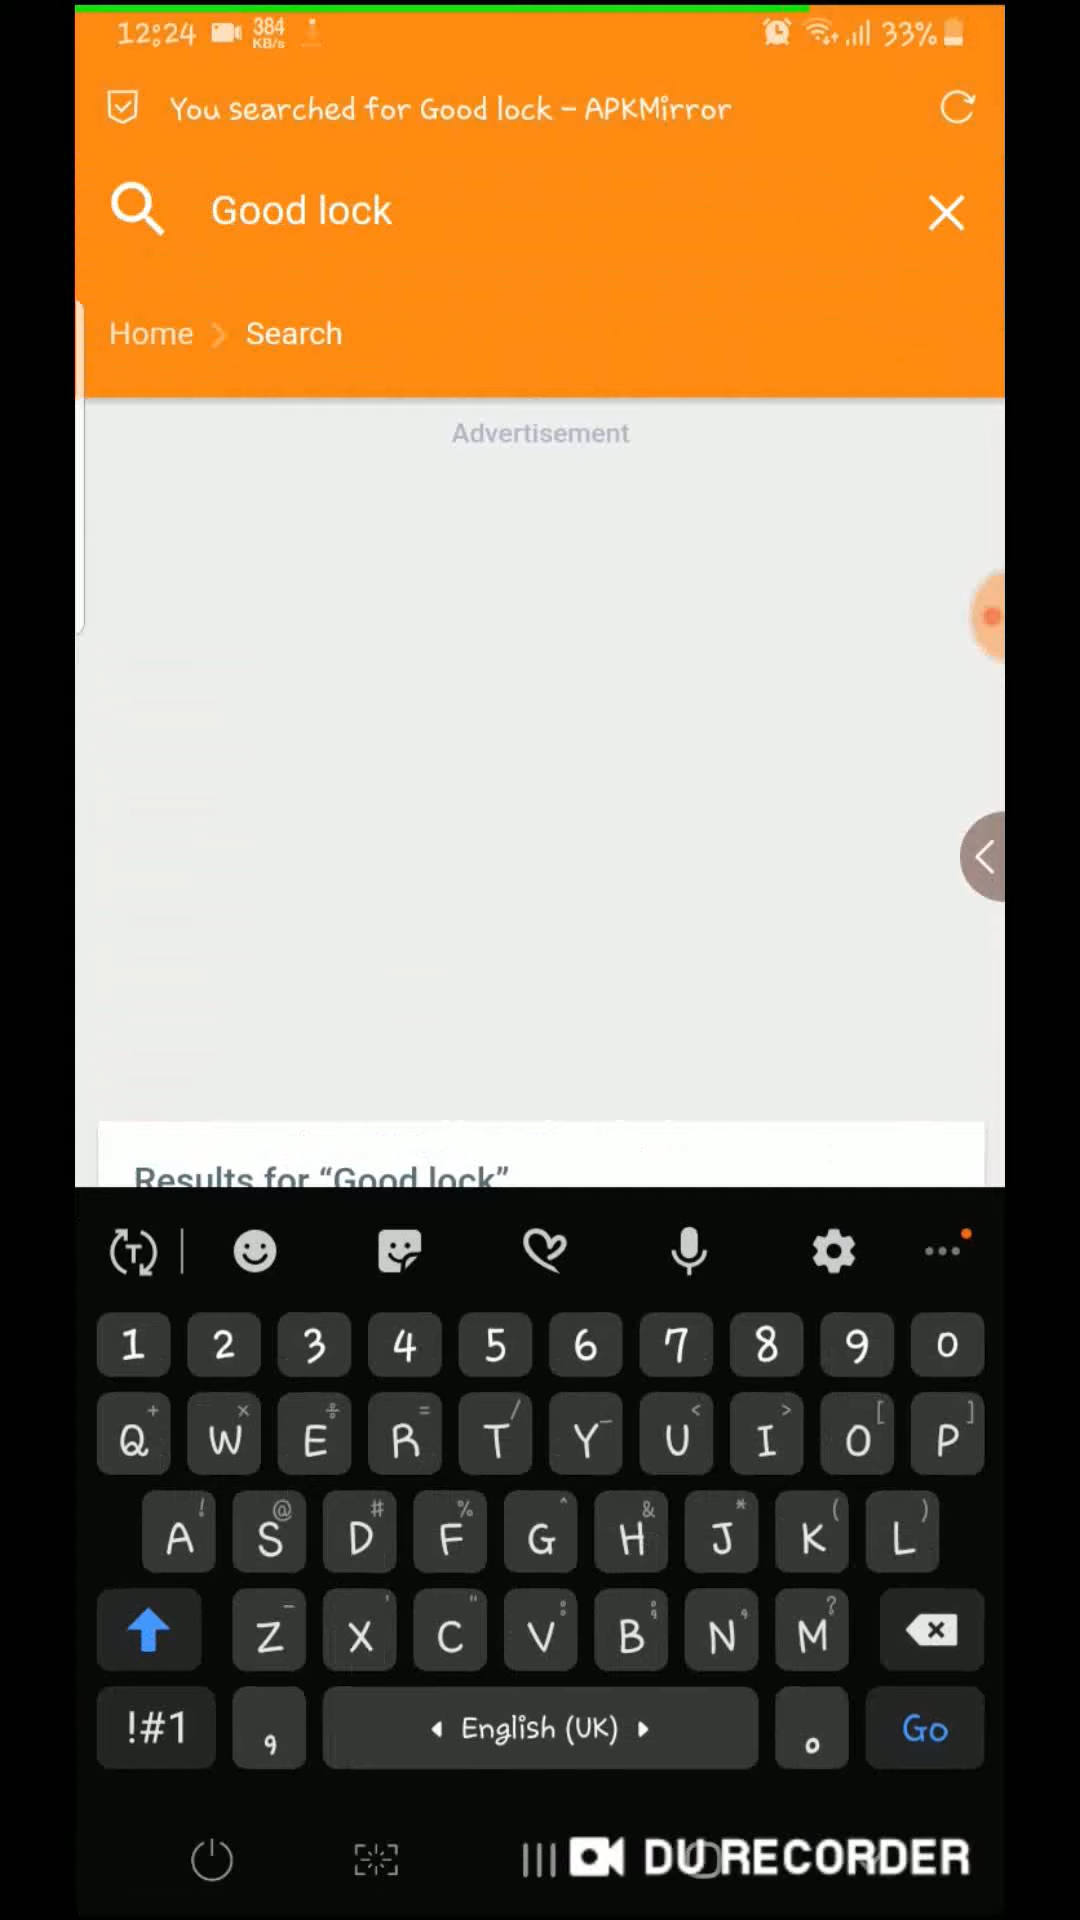 12:24 384 KB/s 33%
You searched for Good lock – APKMirror
Good lock
Home Search
Advertisement
Results for “Good lock”
T
1 2 3 4 5 6 7 8 9 0
+ × ÷ = / _ < > [ ]
Q W E R T Y U I O P
! @ # % ^ & * ( )
A S D F G H J K L
- ' " : ; , ?
Z X C V B N M
!#1 , English (UK) . Go
DU RECORDER